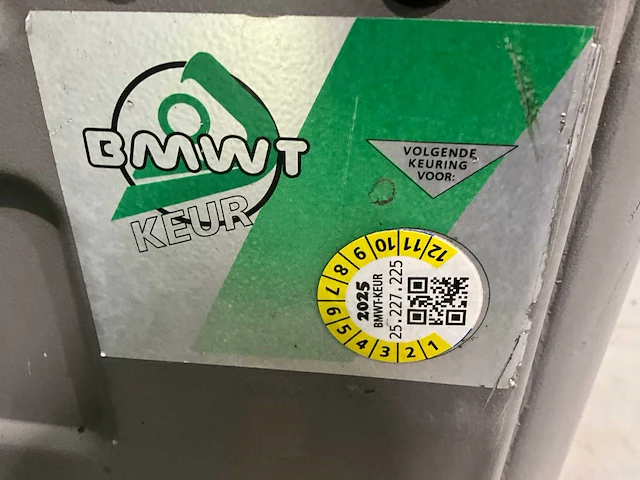 BMWT
KEUR
VOLGENDE
KEURING
VOOR:
1 2 3 4 5 6 7 8 9 10 11 12
2025
BMWT-KEUR
25.227.225